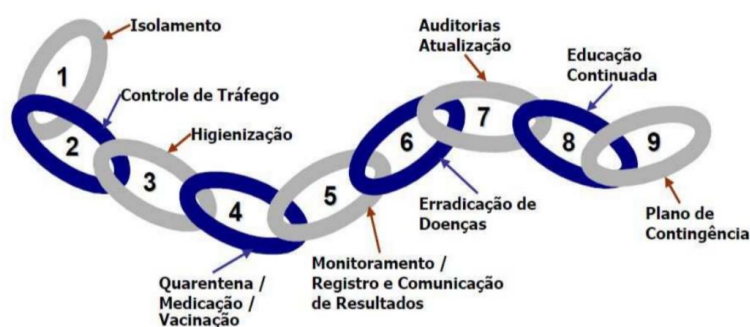 1
Isolamento
2
Controle de Tráfego
3
Higienização
4
Quarentena /
Medicação /
Vacinação
5
Monitoramento /
Registro e Comunicação
de Resultados
6
Erradicação de
Doenças
7
Auditorias
Atualização
8
Educação
Continuada
9
Plano de
Contingência